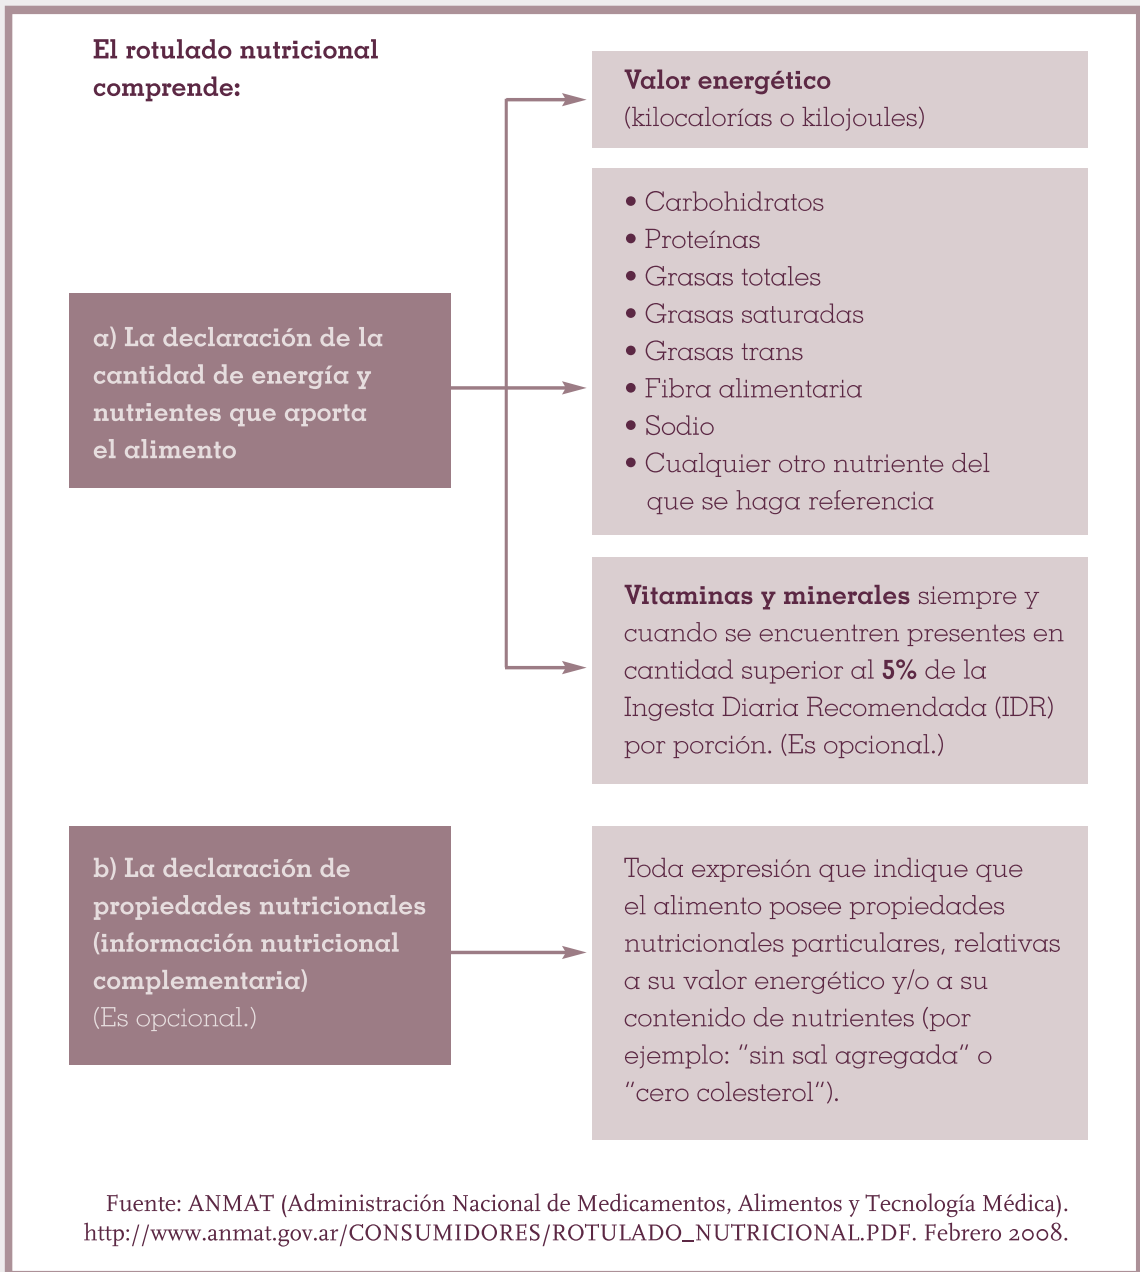 El rotulado nutricional
comprende:
a) La declaración de la
cantidad de energía y
nutrientes que aporta
el alimento
Valor energético
(kilocalorías o kilojoules)
• Carbohidratos
• Proteínas
• Grasas totales
• Grasas saturadas
• Grasas trans
• Fibra alimentaria
• Sodio
• Cualquier otro nutriente del
que se haga referencia
Vitaminas y minerales siempre y
cuando se encuentren presentes en
cantidad superior al 5% de la
Ingesta Diaria Recomendada (IDR)
por porción. (Es opcional.)
b) La declaración de
propiedades nutricionales
(información nutricional
complementaria)
(Es opcional.)
Toda expresión que indique que
el alimento posee propiedades
nutricionales particulares, relativas
a su valor energético y/o a su
contenido de nutrientes (por
ejemplo: “sin sal agregada” o
“cero colesterol”).
Fuente: ANMAT (Administración Nacional de Medicamentos, Alimentos y Tecnología Médica).
http://www.anmat.gov.ar/CONSUMIDORES/ROTULADO_NUTRICIONAL.PDF. Febrero 2008.